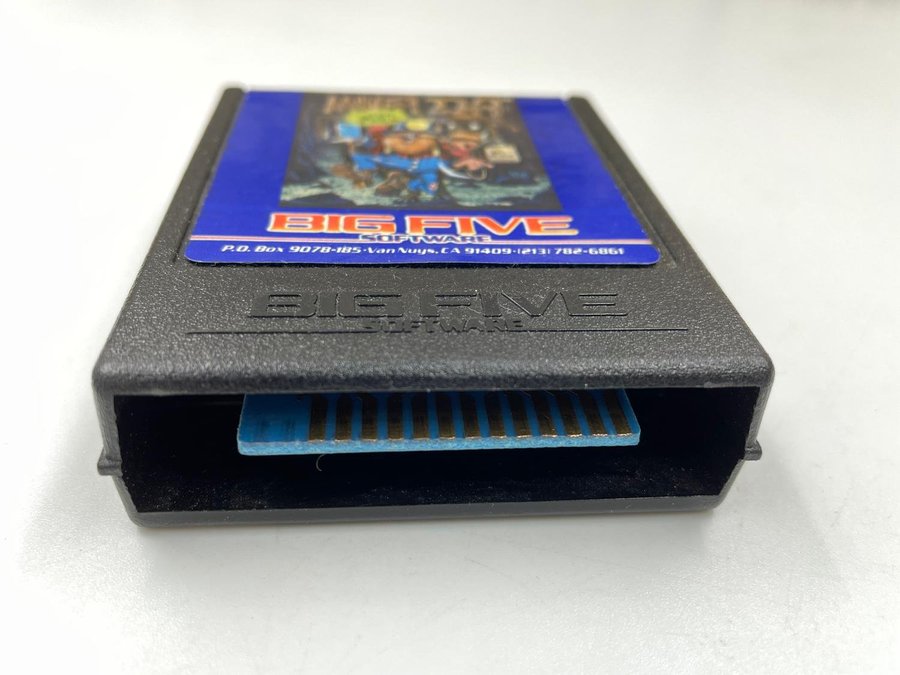 BIG FIVE
SOFTWARE
P.O. Box 9078-185·Van Nuys, CA 91409·(213) 782-6861
BIG FIVE
SOFTWARE